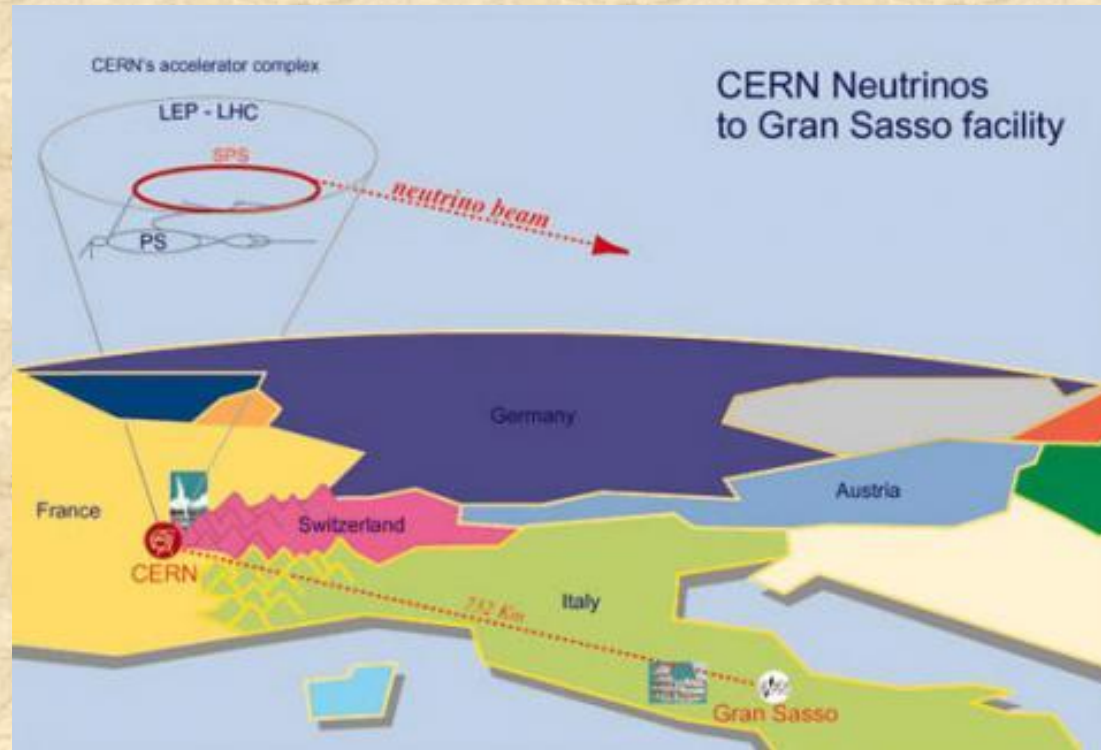 CERN's accelerator complex
LEP - LHC
SPS
PS
neutrino beam
CERN Neutrinos
to Gran Sasso facility
Germany
Austria
France
Switzerland
CERN
Italy
732 Km
Gran Sasso